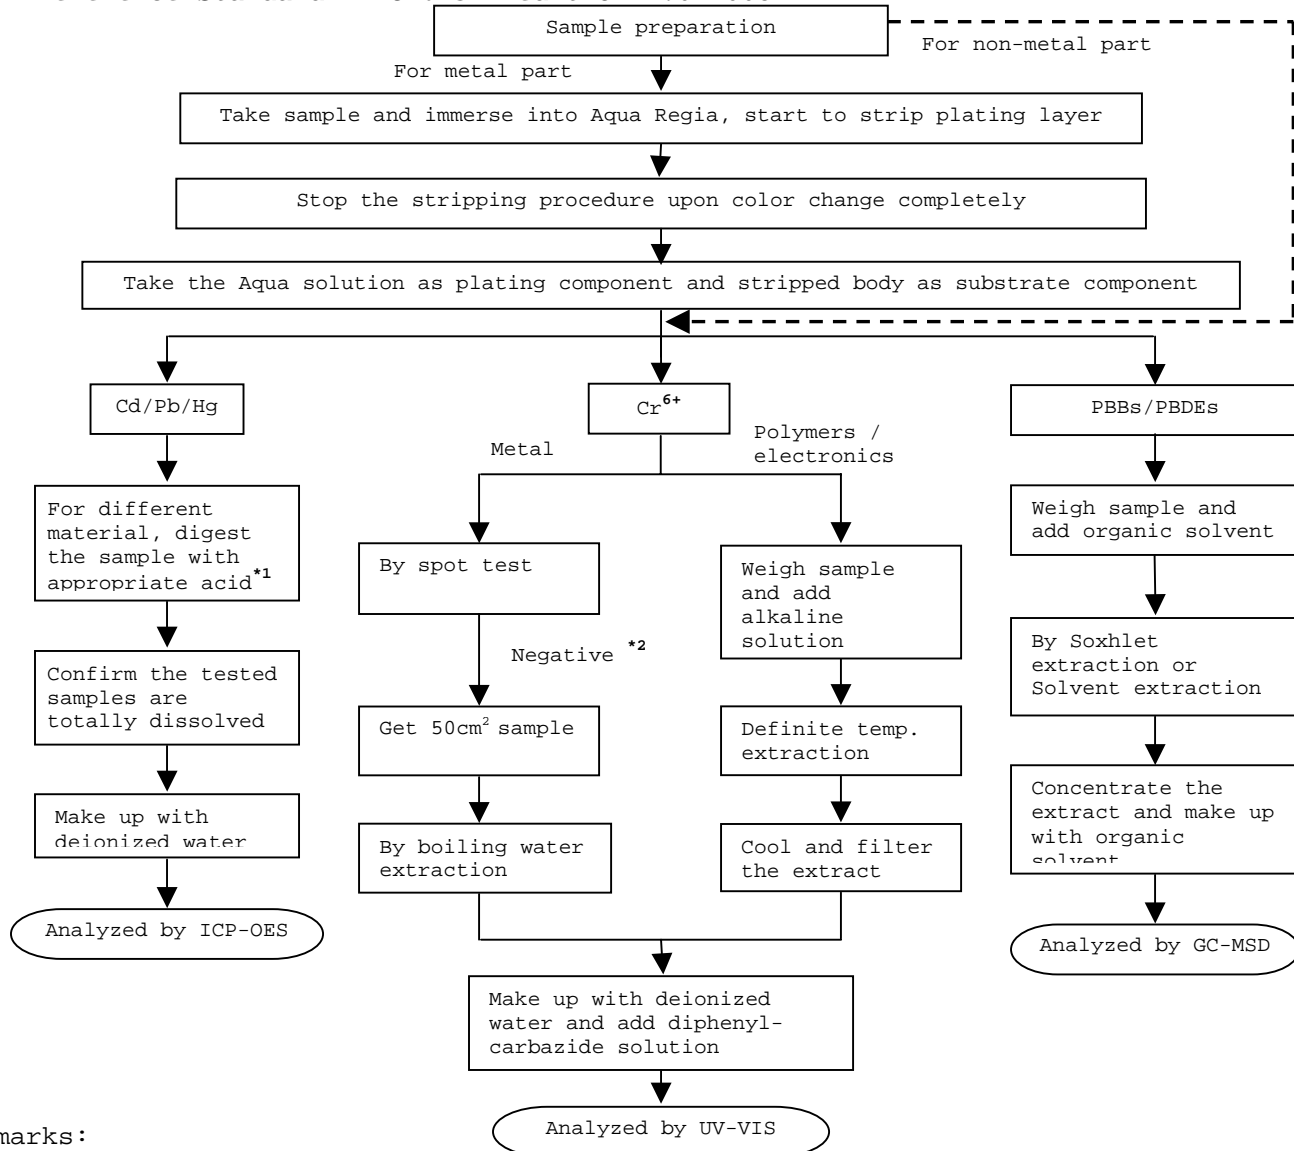 Sample preparation
For non-metal part
For metal part
Take sample and immerse into Aqua Regia, start to strip plating layer
Stop the stripping procedure upon color change completely
Take the Aqua solution as plating component and stripped body as substrate component
Cd/Pb/Hg
Cr6+
PBBs/PBDEs
Metal
Polymers /
electronics
For different
material, digest
the sample with
appropriate acid*1
By spot test
Weigh sample
and add
alkaline
solution
Weigh sample and
add organic solvent
Negative *2
Confirm the tested
samples are
totally dissolved
Get 50cm2 sample
Definite temp.
extraction
By Soxhlet
extraction or
Solvent extraction
Make up with
deionized water
By boiling water
extraction
Cool and filter
the extract
Concentrate the
extract and make up
with organic
solvent
Analyzed by ICP-OES
Analyzed by GC-MSD
Make up with deionized
water and add diphenyl-
carbazide solution
Analyzed by UV-VIS
marks: